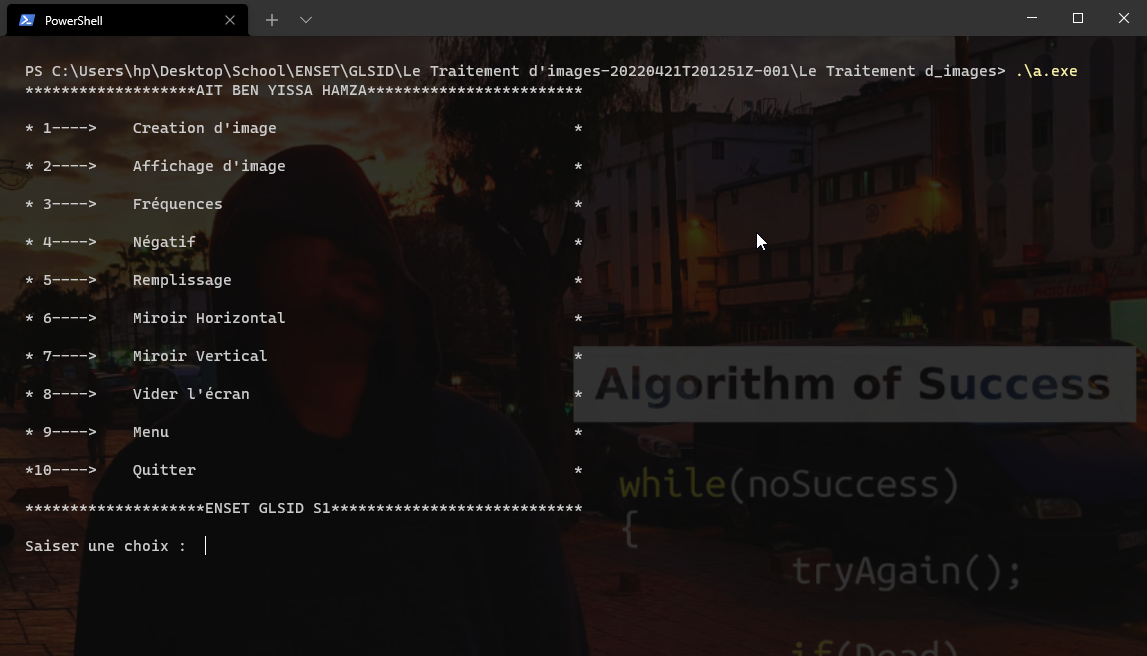 PowerShell
PS C:\Users\hp\Desktop\School\ENSET\GLSID\Le Traitement d'images-20220421T201251Z-001\Le Traitement d_images> .\a.exe
*******************AIT BEN YISSA HAMZA************************
* 1----> Creation d'image *
* 2----> Affichage d'image *
* 3----> Fréquences *
* 4----> Négatif *
* 5----> Remplissage *
* 6----> Miroir Horizontal *
* 7----> Miroir Vertical *
* 8----> Vider l'écran *
* 9----> Menu *
*10----> Quitter *
********************ENSET GLSID S1****************************
Saiser une choix :
Algorithm of Success
while(noSuccess)
{
tryAgain();
if(Dead)